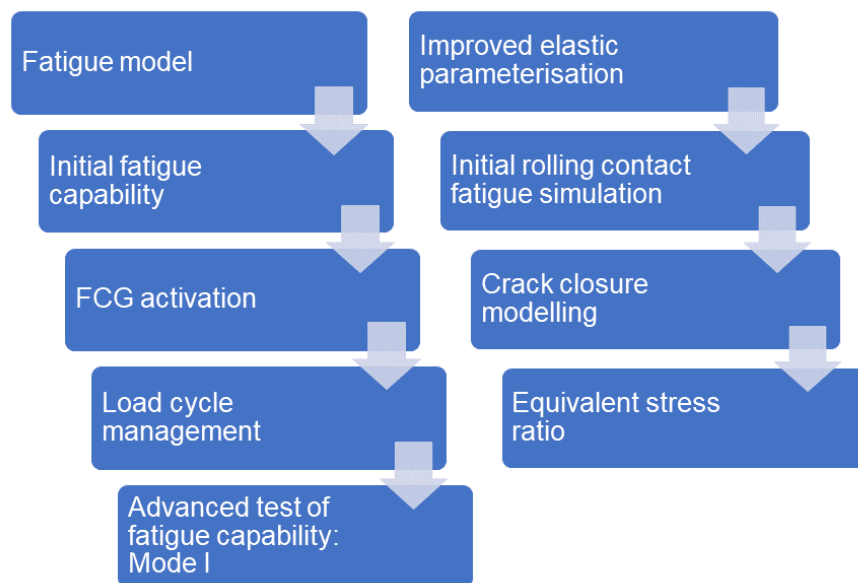 Fatigue model
Initial fatigue
capability
FCG activation
Load cycle
management
Advanced test of
fatigue capability:
Mode I
Improved elastic
parameterisation
Initial rolling contact
fatigue simulation
Crack closure
modelling
Equivalent stress
ratio